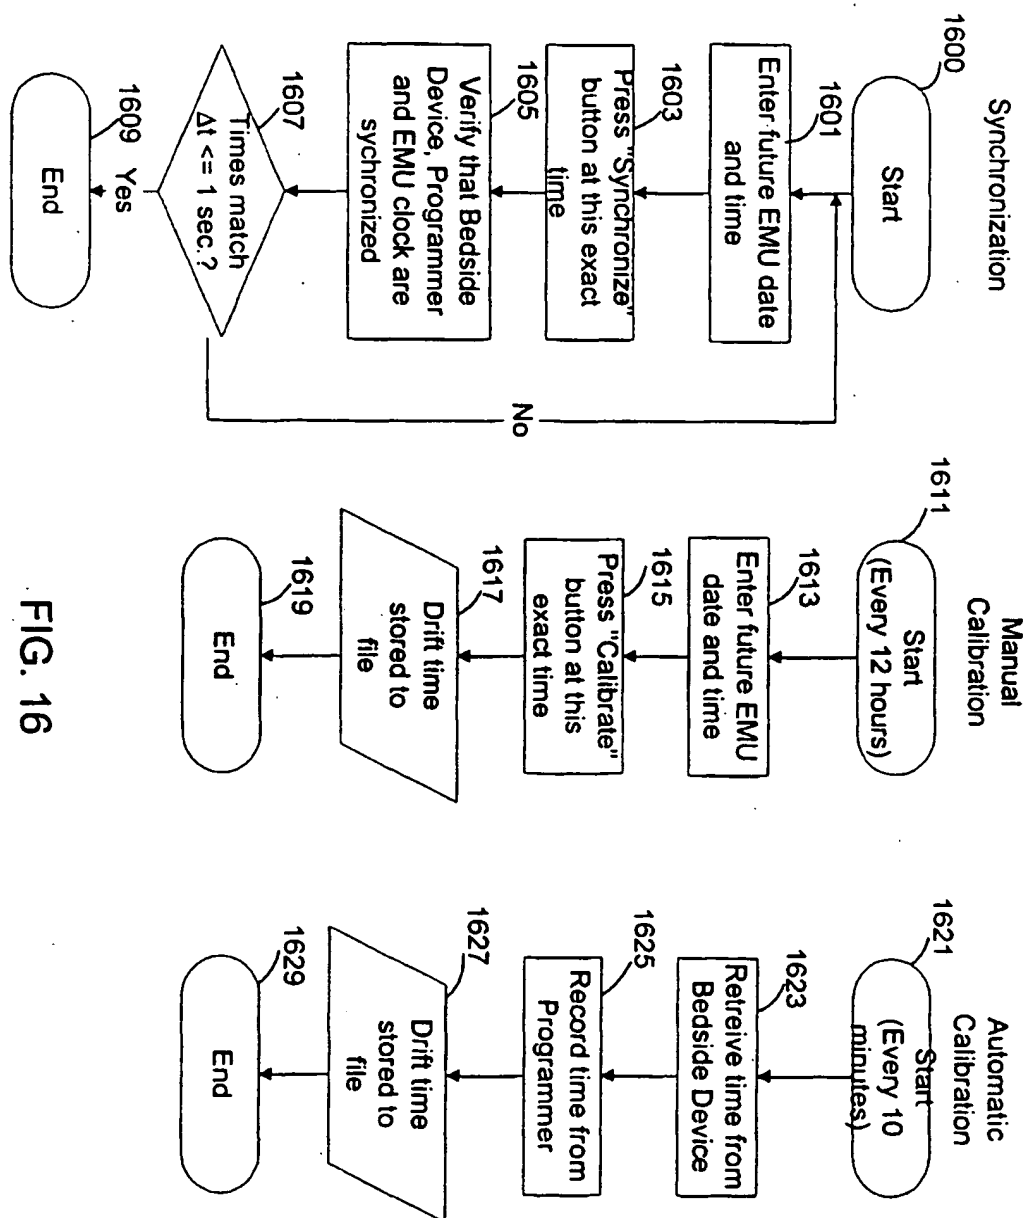 Synchronization
1600
Start
1601
Enter future EMU date
and time
1603
Press "Synchronize"
button at this exact
time
1605
Verify that Bedside
Device, Programmer
and EMU clock are
sychronized
1607
Times match
Δt <= 1 sec.?
No
Yes
1609
End
Manual
Calibration
1611
Start
(Every 12 hours)
1613
Enter future EMU
date and time
1615
Press "Calibrate"
button at this
exact time
1617
Drift time
stored to
file
1619
End
Automatic
Calibration
1621
Start
(Every 10
minutes)
1623
Retreive time from
Bedside Device
1625
Record time from
Programmer
1627
Drift time
stored to
file
1629
End
FIG. 16